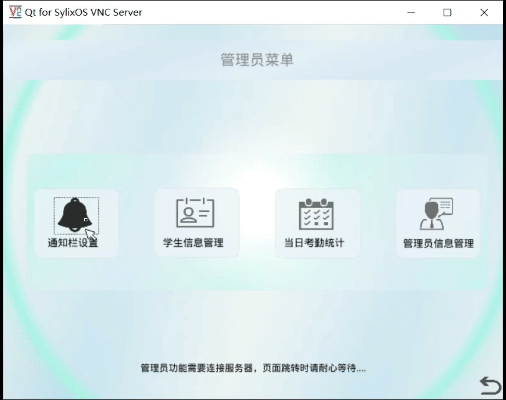 Qt for SylixOS VNC Server
管理员菜单
通知栏设置
学生信息管理
当日考勤统计
管理员信息管理
管理员功能需要连接服务器，页面跳转时请耐心等待....